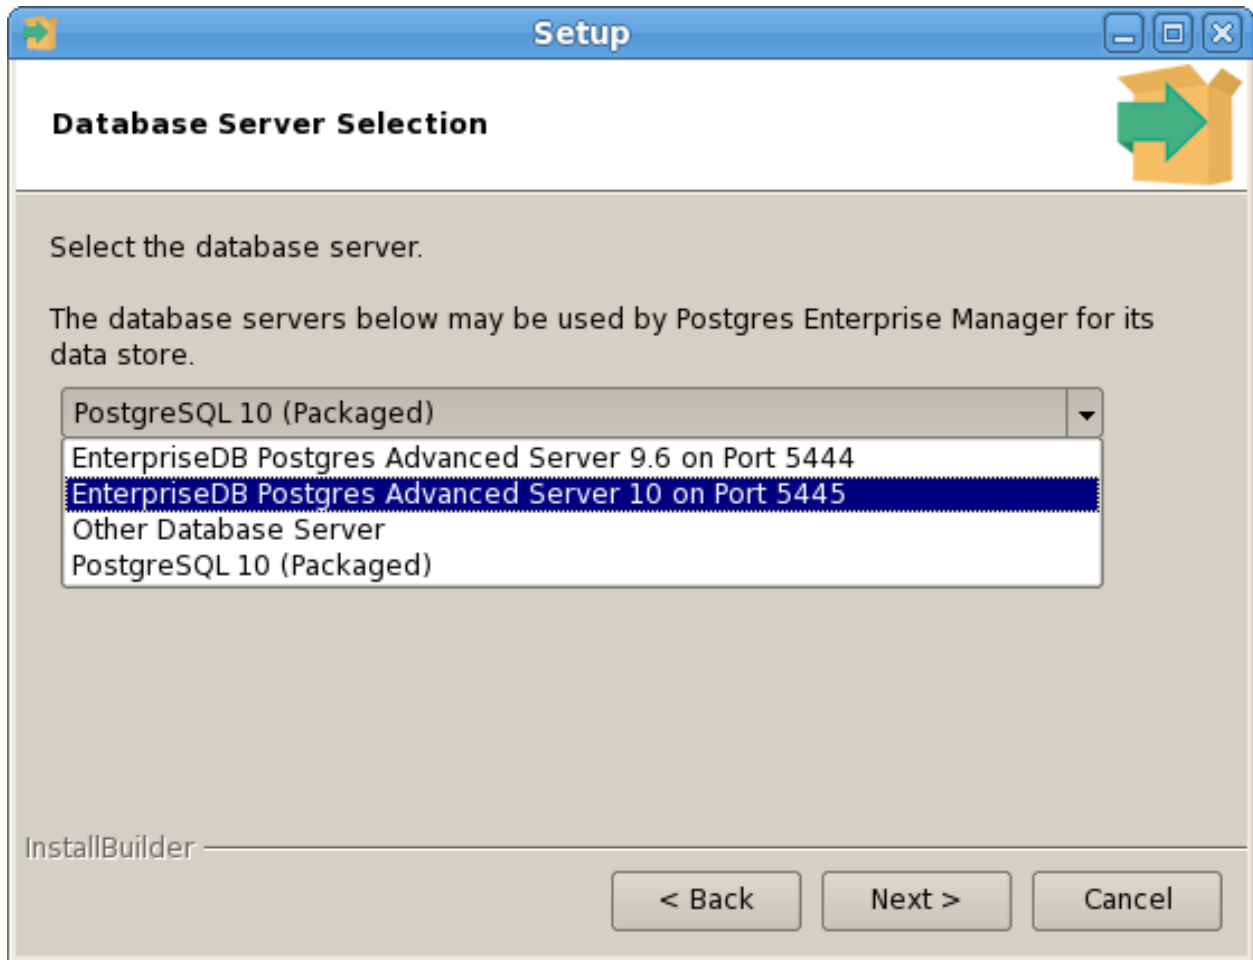 Setup
Database Server Selection
Select the database server.
The database servers below may be used by Postgres Enterprise Manager for its
data store.
PostgreSQL 10 (Packaged)
EnterpriseDB Postgres Advanced Server 9.6 on Port 5444
EnterpriseDB Postgres Advanced Server 10 on Port 5445
Other Database Server
PostgreSQL 10 (Packaged)
InstallBuilder
< Back
Next >
Cancel